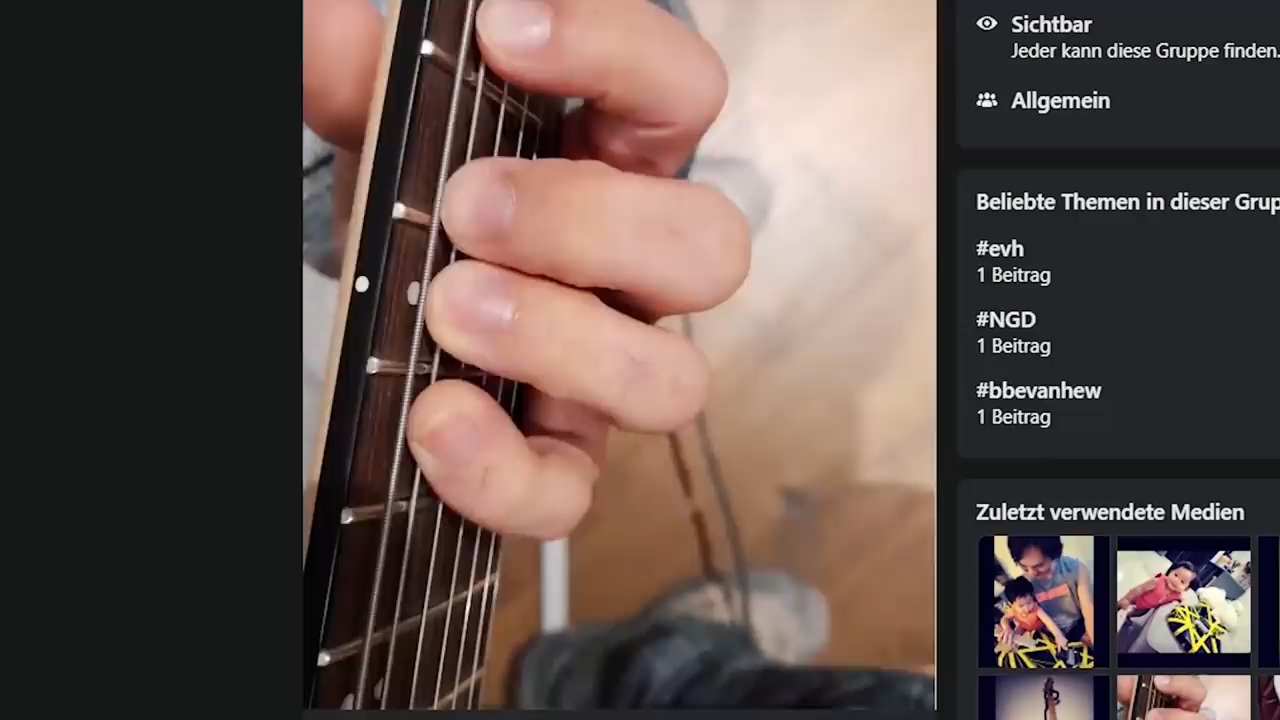 Sichtbar
Jeder kann diese Gruppe finden.
Allgemein
Beliebte Themen in dieser
#evh
1 Beitrag
#NGD
1 Beitrag
#bbevanhew
1 Beitrag
Zuletzt verwendete Medien